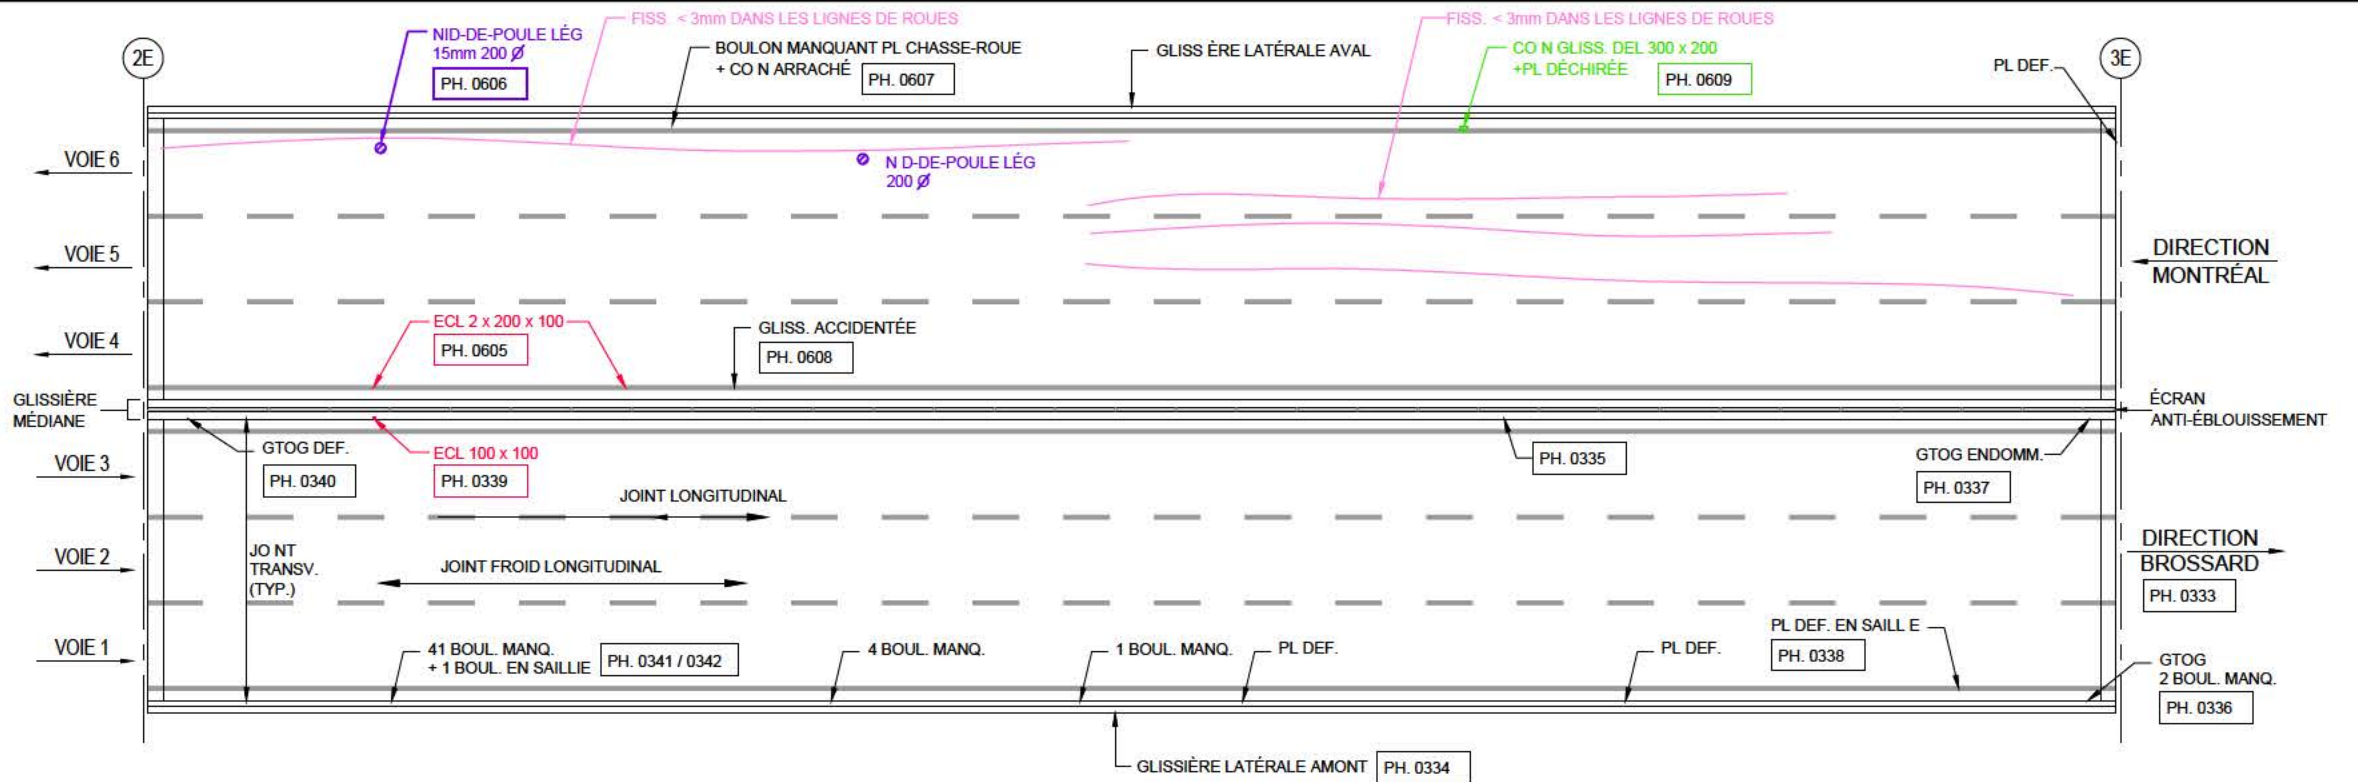 FISS. < 3mm DANS LES LIGNES DE ROUES
FISS. < 3mm DANS LES LIGNES DE ROUES
2E
NID-DE-POULE LÉG
15mm 200 Ø
PH. 0606
BOULON MANQUANT PL CHASSE-ROUE
+ CO N ARRACHÉ
PH. 0607
GLISS ÈRE LATÉRALE AVAL
CO N GLISS. DEL 300 x 200
+PL DÉCHIRÉE
PH. 0609
PL DEF.
3E
VOIE 6
N D-DE-POULE LÉG
200 Ø
VOIE 5
DIRECTION
MONTRÉAL
VOIE 4
ECL 2 x 200 x 100
PH. 0605
GLISS. ACCIDENTÉE
PH. 0608
GLISSIÈRE
MÉDIANE
ÉCRAN
ANTI-ÉBLOUISSEMENT
GTOG DEF.
PH. 0340
ECL 100 x 100
PH. 0339
PH. 0335
GTOG ENDOMM.
PH. 0337
VOIE 3
JOINT LONGITUDINAL
VOIE 2
JO NT
TRANSV.
(TYP.)
JOINT FROID LONGITUDINAL
DIRECTION
BROSSARD
PH. 0333
VOIE 1
41 BOUL. MANQ.
+ 1 BOUL. EN SAILLIE
PH. 0341 / 0342
4 BOUL. MANQ.
1 BOUL. MANQ.
PL DEF.
PL DEF.
PL DEF. EN SAILL E
PH. 0338
GTOG
2 BOUL. MANQ.
PH. 0336
GLISSIÈRE LATÉRALE AMONT
PH. 0334